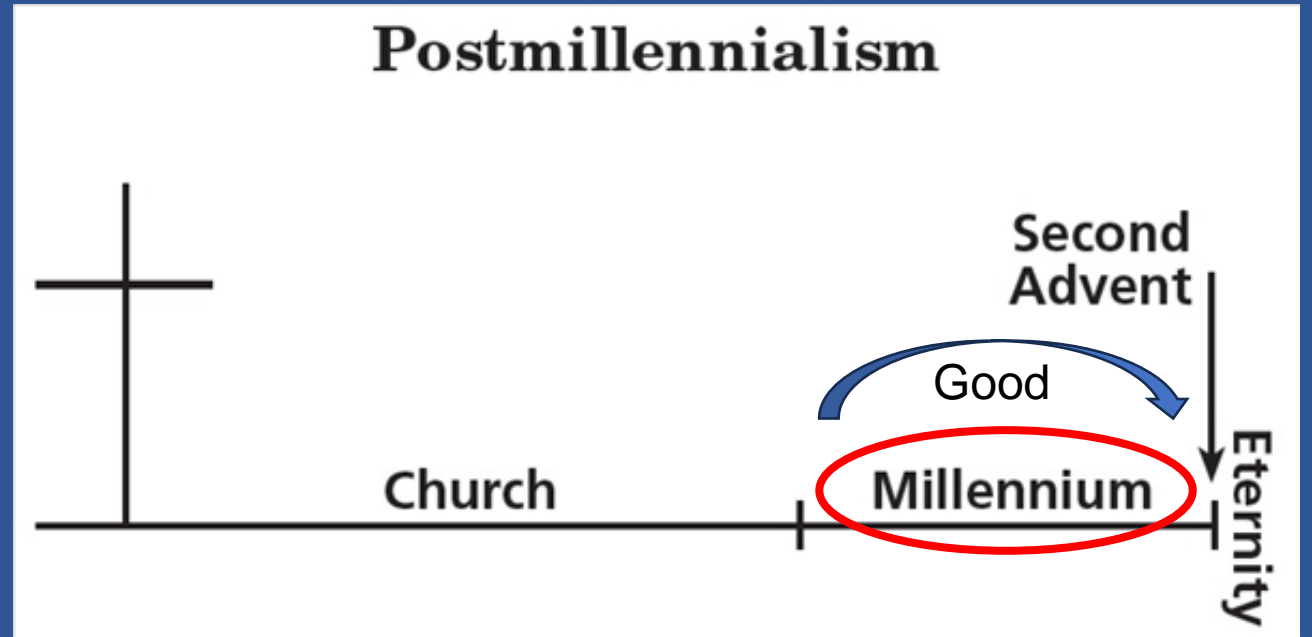 Postmillennialism
Second
Advent
Good
Church
Millennium
Eternity